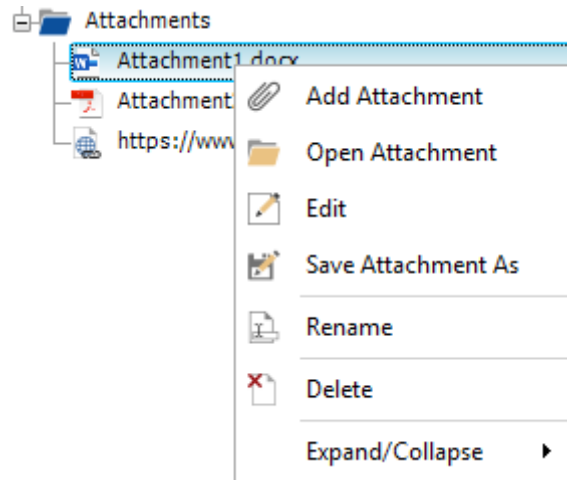 Attachments
Attachment1.docx
Attachment
https://www
Add Attachment
Open Attachment
Edit
Save Attachment As
Rename
Delete
Expand/Collapse